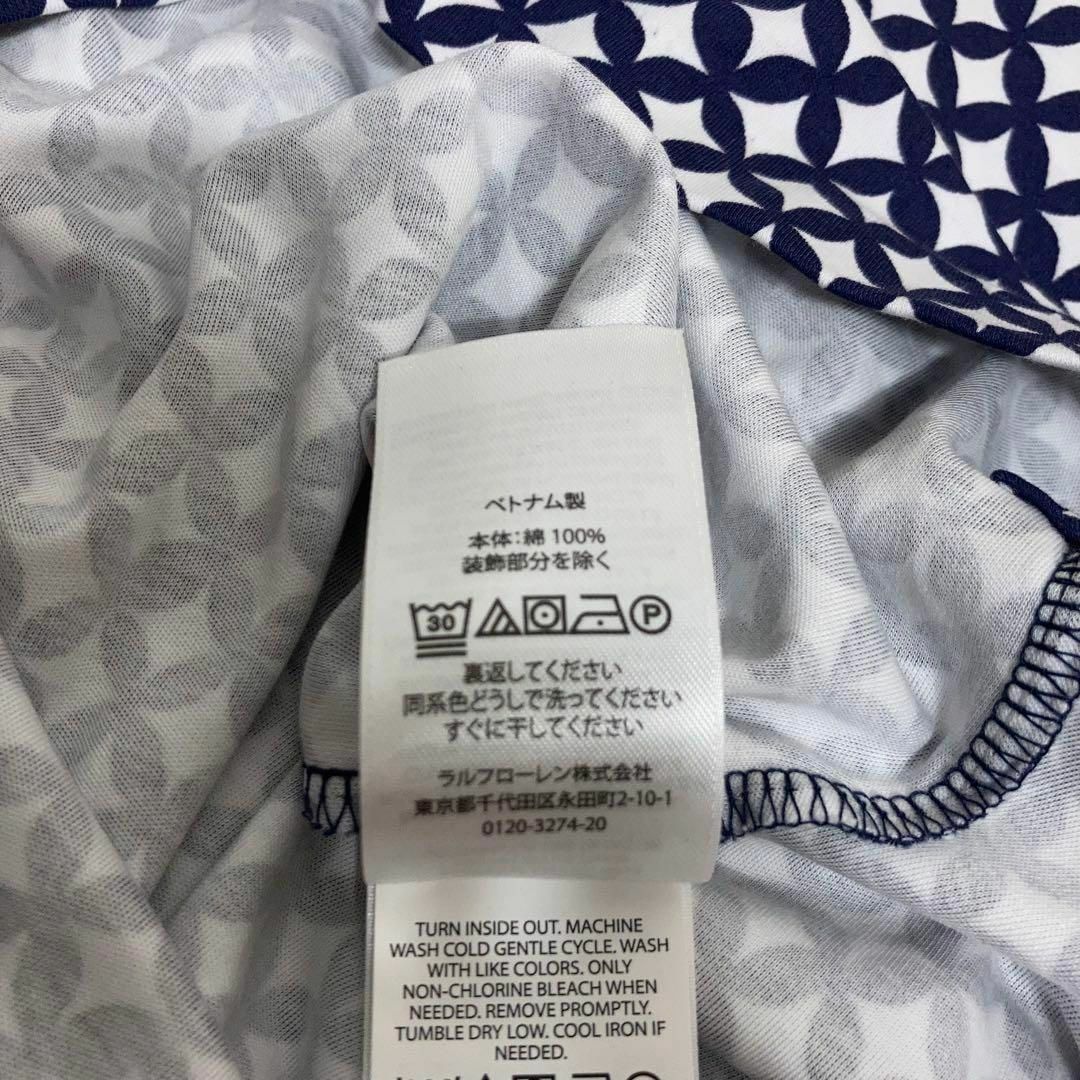 ベトナム製
本体：綿 100%
装飾部分を除く
30 P
裏返してください
同系色どうしで洗ってください
すぐに干してください
ラルフローレン株式会社
東京都千代田区永田町2-10-1
0120-3274-20
TURN INSIDE OUT. MACHINE
WASH COLD GENTLE CYCLE. WASH
WITH LIKE COLORS. ONLY
NON-CHLORINE BLEACH WHEN
NEEDED. REMOVE PROMPTLY.
TUMBLE DRY LOW. COOL IRON IF
NEEDED.